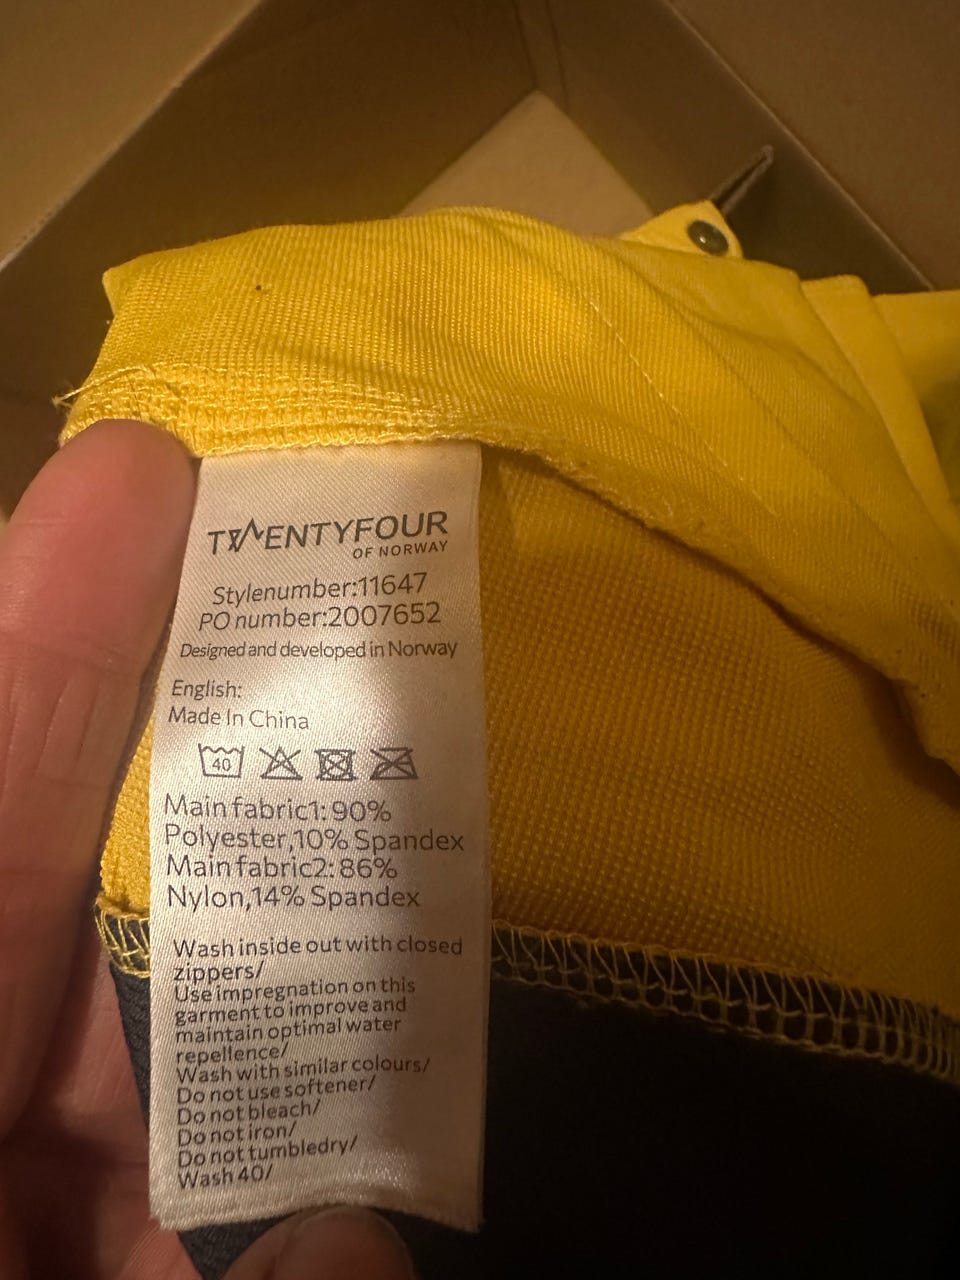 TWENTYFOUR
OF NORWAY
Stylenumber:11647
PO number:2007652
Designed and developed in Norway
English:
Made In China
40
Main fabric1: 90%
Polyester,10% Spandex
Main fabric2: 86%
Nylon,14% Spandex
Wash inside out with closed
zippers/
Use impregnation on this
garment to improve and
maintain optimal water
repellence/
Wash with similar colours/
Do not use softener/
Do not bleach/
Do not iron/
Do not tumbledry/
Wash 40/